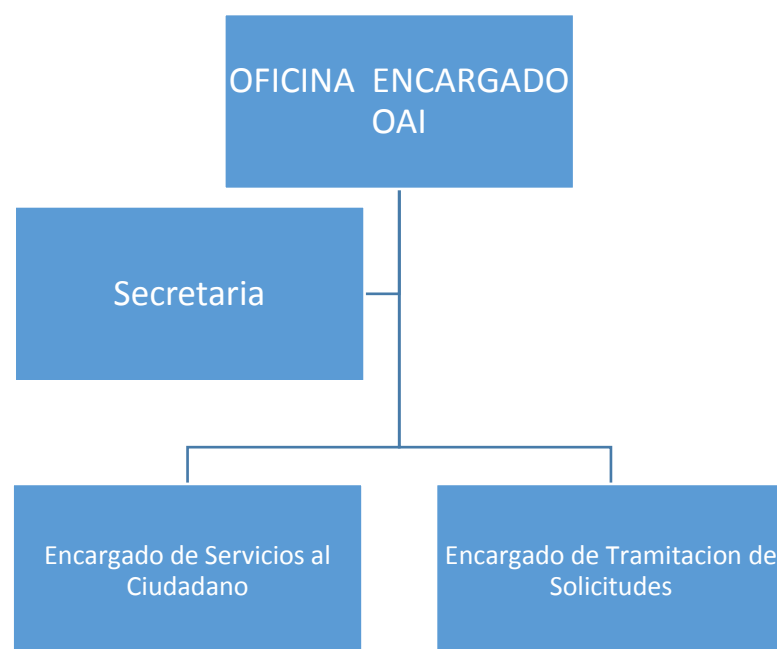 OFICINA ENCARGADO
OAI
Secretaria
Encargado de Servicios al
Ciudadano
Encargado de Tramitacion de
Solicitudes